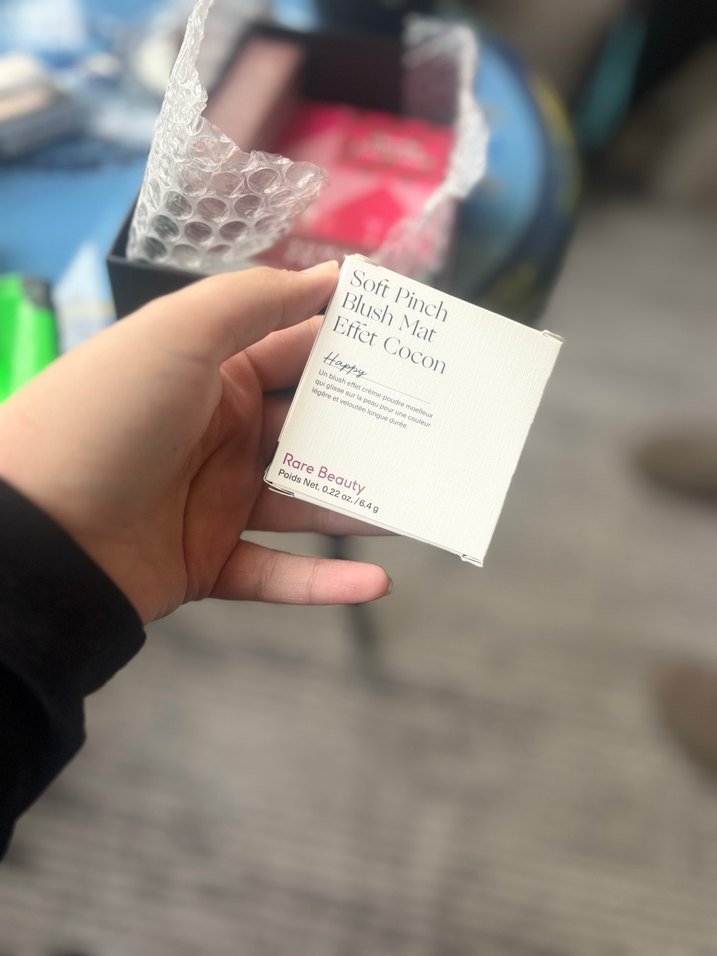 Soft Pinch
Blush Mat
Effet Cocon
Happy
Un blush effet crème-poudre moelleux
qui glisse sur la peau pour une couleur
légère et veloutée longue durée.
Rare Beauty
Poids Net. 0.22 oz. / 6.4 g